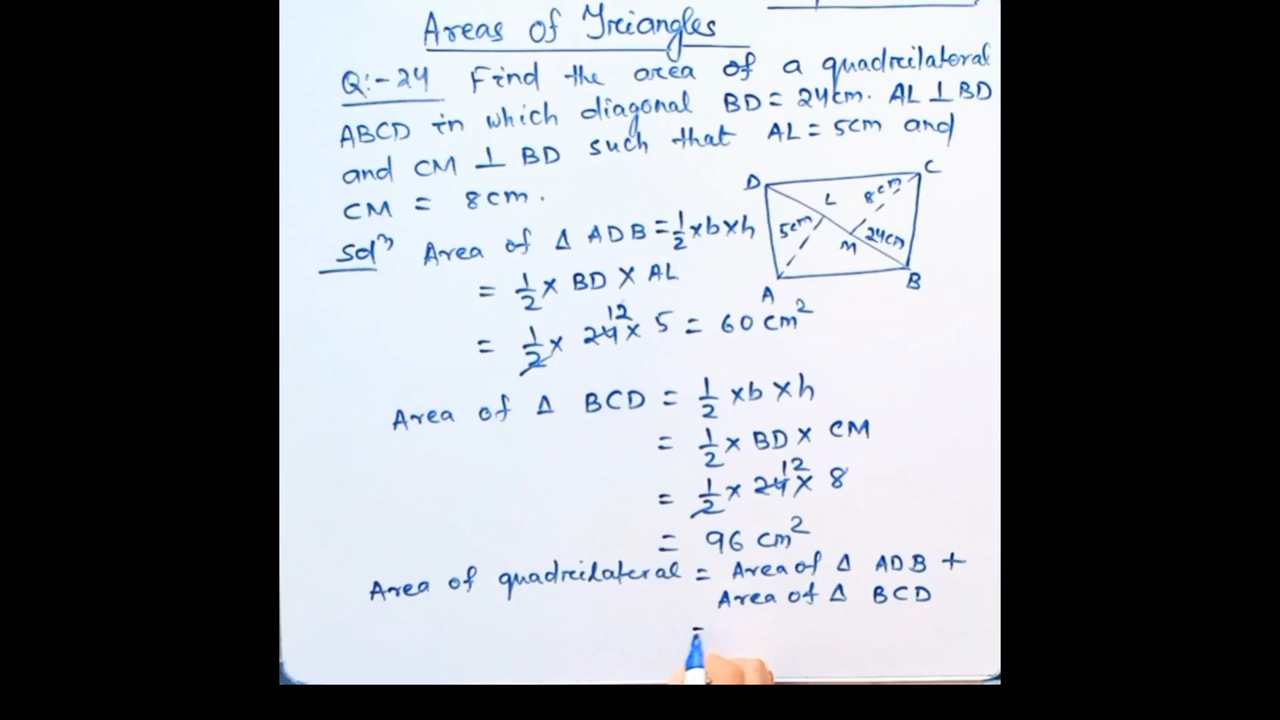 Areas of Triangles
Q:-24 Find the area of a quadrilateral
ABCD in which diagonal BD = 24cm. AL ⊥ BD
and CM ⊥ BD such that AL = 5cm and
CM = 8cm.
D
C
L
8cm
5cm
M
24cm
A
B
Solⁿ Area of Δ ADB = 1/2 × b × h
= 1/2 × BD × AL
12
= 1/2 × 24 × 5 = 60 cm²
Area of Δ BCD = 1/2 × b × h
= 1/2 × BD × CM
12
= 1/2 × 24 × 8
= 96 cm²
Area of quadrilateral = Area of Δ ADB +
Area of Δ BCD
=